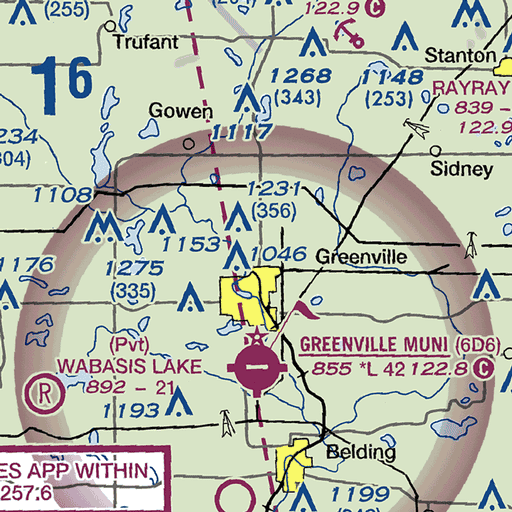 (255)
122.9 C
Trufant
Stanton
1268
(343)
1148
(253)
16
RAYRAY
839 -
122.9
Gowen
1117
234
304)
Sidney
1108
1231
(356)
1153
1046
Greenville
1176
1275
(335)
(Pvt)
WABASIS LAKE
892 - 21
R
GREENVILLE MUNI (6D6)
855 *L 42 122.8 C
1193
Belding
ES APP WITHIN
257.6
1199